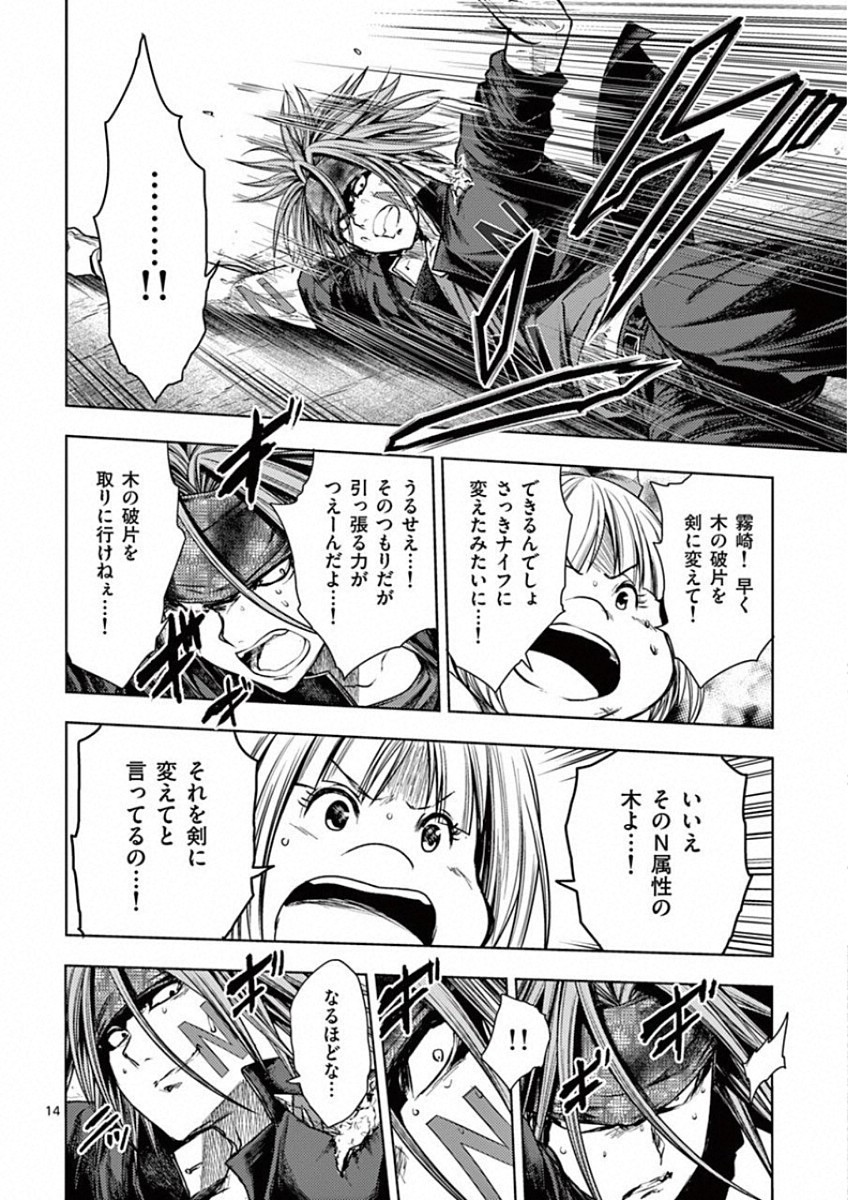 ………!!
霧崎！早く
木の破片を
剣に変えて！
できるんでしょ
さっきナイフに
変えたみたいに…！
うるせえ…！
そのつもりだが
引っ張る力が
つえーんだよ…！
木の破片を
取りに行けねぇ…！
いいえ
そのＮ属性の
木よ…！
それを剣に
変えてと
言ってるの…！
!!
なるほどな…
N
N
N
N
N
14